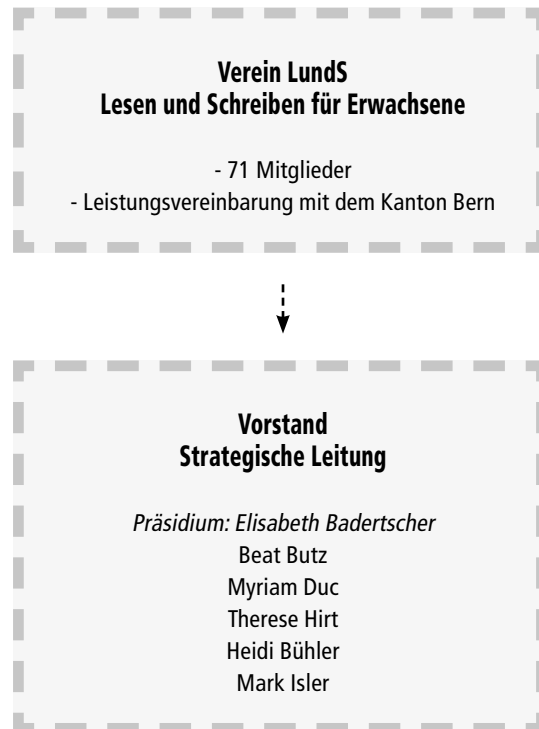 Verein LundS
Lesen und Schreiben für Erwachsene
- 71 Mitglieder
- Leistungsvereinbarung mit dem Kanton Bern
Vorstand
Strategische Leitung
Präsidium: Elisabeth Badertscher
Beat Butz
Myriam Duc
Therese Hirt
Heidi Bühler
Mark Isler